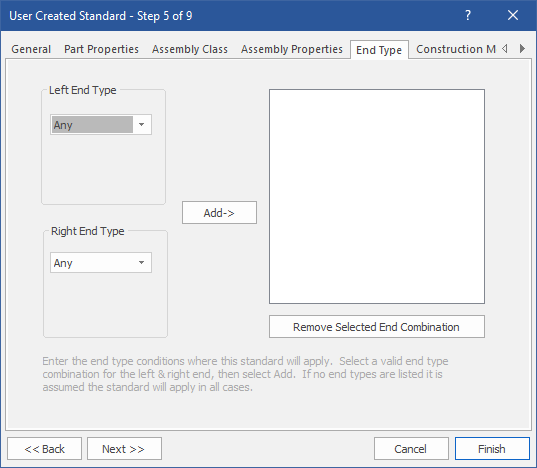 User Created Standard - Step 5 of 9
?
General Part Properties Assembly Class Assembly Properties End Type Construction M
Left End Type
Any
Add->
Right End Type
Any
Remove Selected End Combination
Enter the end type conditions where this standard will apply. Select a valid end type
combination for the left & right end, then select Add. If no end types are listed it is
assumed the standard will apply in all cases.
<< Back Next >> Cancel Finish